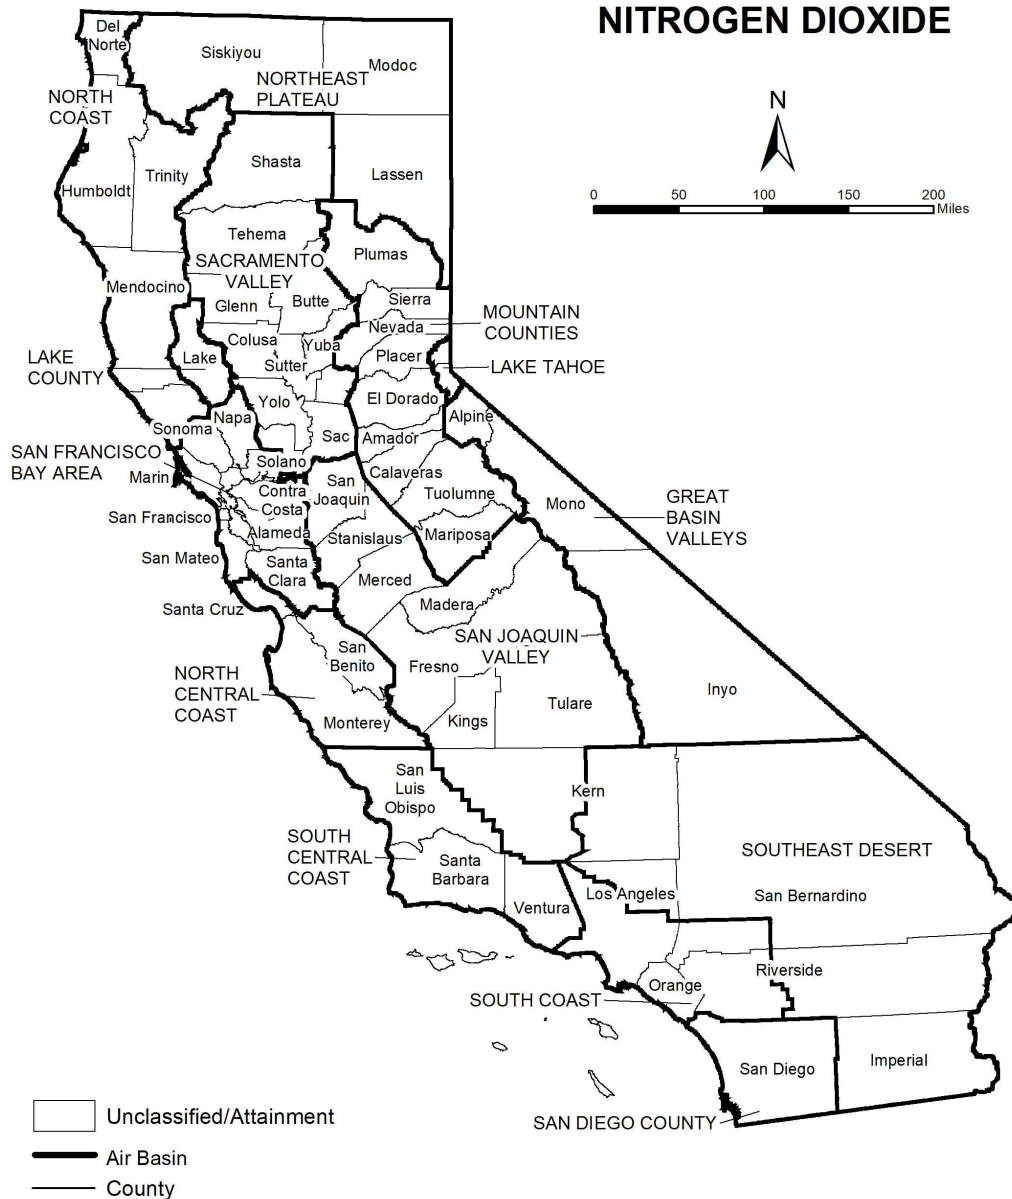 NITROGEN DIOXIDE
Del
Norte
Siskiyou
Modoc
NORTHEAST
PLATEAU
NORTH
COAST
N
Shasta
Trinity
Lassen
Humboldt
0 50 100 150 200
Miles
Tehema
Plumas
SACRAMENTO
VALLEY
Mendocino
Glenn
Butte
Sierra
MOUNTAIN
COUNTIES
Nevada
Colusa
Yuba
LAKE
COUNTY
Lake
Sutter
Placer
LAKE TAHOE
Yolo
El Dorado
Napa
Alpine
Sonoma
Sac
Amador
SAN FRANCISCO
BAY AREA
Solano
Calaveras
Marin
Contra
Costa
San
Joaquin
Tuolumne
Mono
GREAT
BASIN
VALLEYS
San Francisco
Alameda
Stanislaus
Mariposa
San Mateo
Santa
Clara
Merced
Santa Cruz
Madera
San
Benito
SAN JOAQUIN
VALLEY
Fresno
NORTH
CENTRAL
COAST
Inyo
Tulare
Monterey
Kings
San
Luis
Obispo
Kern
SOUTH
CENTRAL
COAST
Santa
Barbara
SOUTHEAST DESERT
Los Angeles
San Bernardino
Ventura
Riverside
Orange
SOUTH COAST
San Diego
Imperial
SAN DIEGO COUNTY
Unclassified/Attainment
Air Basin
County